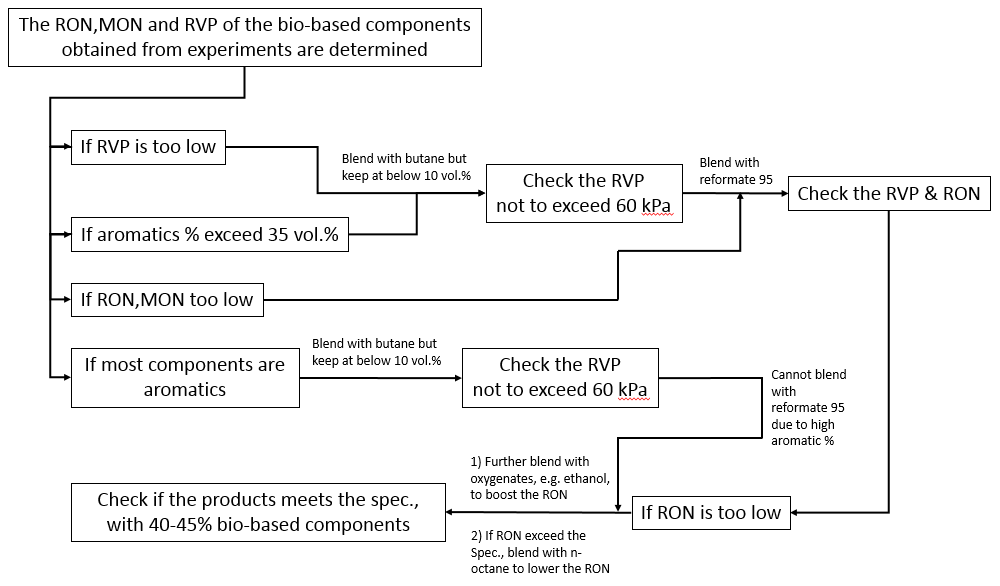 The RON,MON and RVP of the bio-based components
obtained from experiments are determined
If RVP is too low
Blend with butane but
keep at below 10 vol.%
Check the RVP
not to exceed 60 kPa
Blend with
reformate 95
Check the RVP & RON
If aromatics % exceed 35 vol.%
If RON,MON too low
If most components are
aromatics
Blend with butane but
keep at below 10 vol.%
Check the RVP
not to exceed 60 kPa
Cannot blend
with
reformate 95
due to high
aromatic %
1) Further blend with
oxygenates, e.g. ethanol,
to boost the RON
If RON is too low
2) If RON exceed the
Spec., blend with n-
octane to lower the RON
Check if the products meets the spec.,
with 40-45% bio-based components